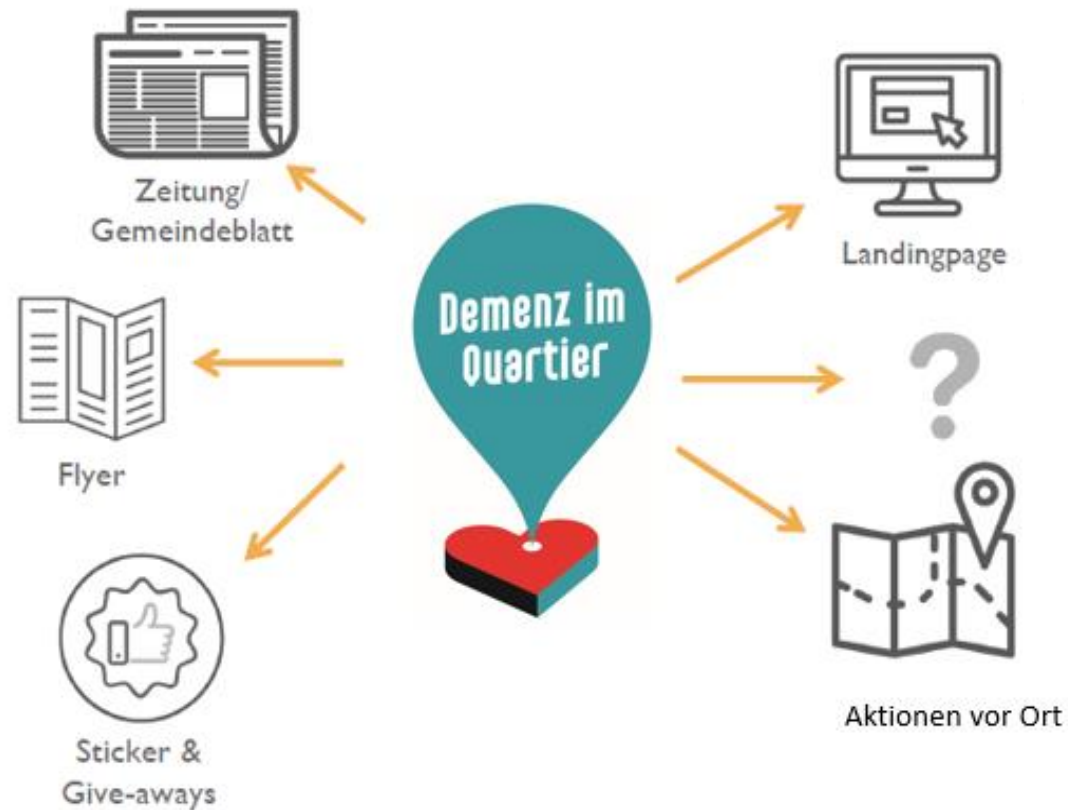 Zeitung/
Gemeindeblatt
Landingpage
Demenz im
Quartier
?
Flyer
Aktionen vor Ort
Sticker &
Give-aways